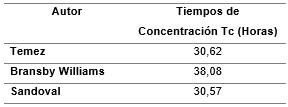 Autor Tiempos de
Concentración Tc (Horas)
Temez 30,62
Bransby Williams 38,08
Sandoval 30,57